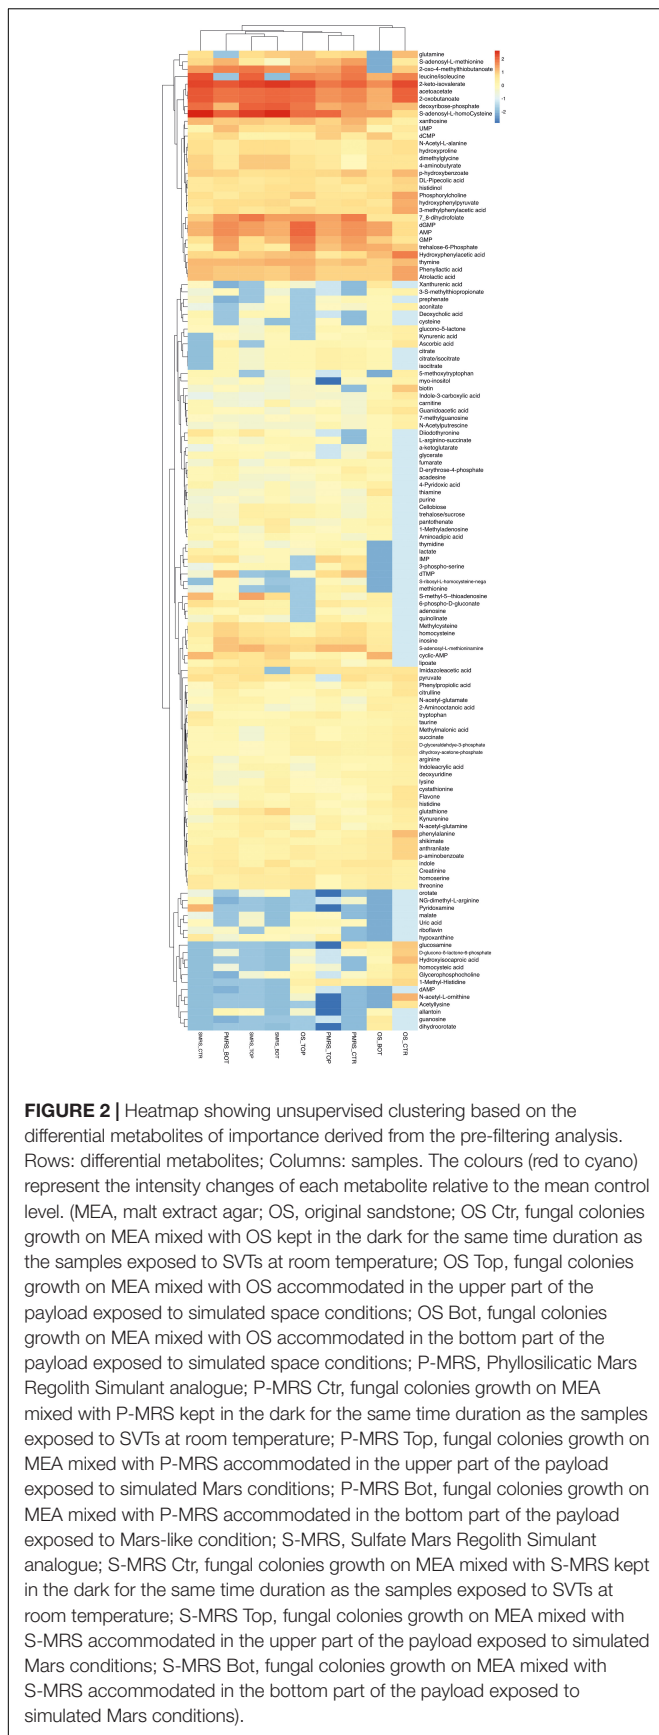 glutamine
S-adenosyl-L-methionine
2-oxo-4-methylthiobutanoate
leucine/isoleucine
2-keto-isovalerate
acetoacetate
2-oxobutanoate
deoxyribose-phosphate
S-adenosyl-L-homoCysteine
xanthosine
UMP
dCMP
N-Acetyl-L-alanine
hydroxyproline
dimethylglycine
4-aminobutyrate
p-hydroxybenzoate
DL-Pipecolic acid
histidinol
Phosphorylcholine
hydroxyphenylpyruvate
3-methylphenylacetic acid
7_8-dihydrofolate
dGMP
AMP
GMP
trehalose-6-Phosphate
Hydroxyphenylacetic acid
thymine
Phenyllactic acid
Atrolactic acid
Xanthurenic acid
3-S-methylthiopropionate
prephenate
aconitate
Deoxycholic acid
cysteine
glucono-5-lactone
Kynurenic acid
Ascorbic acid
citrate
citrate/isocitrate
isocitrate
5-methoxytryptophan
myo-inositol
biotin
Indole-3-carboxylic acid
carnitine
Guanidoacetic acid
7-methylguanosine
N-Acetylputrescine
Diiodothyronine
L-arginino-succinate
a-ketoglutarate
glycerate
fumarate
D-erythrose-4-phosphate
acadesine
4-Pyridoxic acid
thiamine
purine
Cellobiose
trehalose/sucrose
pantothenate
1-Methyladenosine
Aminoadipic acid
thymidine
lactate
IMP
3-phospho-serine
dTMP
S-ribosyl-L-homocysteine-nega
methionine
S-methyl-5-thioadenosine
6-phospho-D-gluconate
adenosine
quinolinate
Methylcysteine
homocysteine
inosine
S-adenosyl-L-methioninamine
cyclic-AMP
lipoate
Imidazoleacetic acid
pyruvate
Phenylpropiolic acid
citrulline
N-acetyl-glutamate
2-Aminooctanoic acid
tryptophan
taurine
Methylmalonic acid
succinate
D-glyceraldehdye-3-phosphate
dihydroxy-acetone-phosphate
arginine
Indoleacrylic acid
deoxyuridine
lysine
cystathionine
Flavone
histidine
glutathione
Kynurenine
N-acetyl-glutamine
phenylalanine
shikimate
anthranilate
p-aminobenzoate
indole
Creatinine
homoserine
threonine
orotate
NG-dimethyl-L-arginine
Pyridoxamine
malate
Uric acid
riboflavin
hypoxanthine
glucosamine
D-glucono-6-lactone-6-phosphate
Hydroxyisocaproic acid
homocysteic acid
Glycerophosphocholine
1-Methyl-Histidine
dAMP
N-acetyl-L-ornithine
Acetyllysine
allantoin
guanosine
dihydroorotate
2
1
0
-1
-2
SMRS_CTR
PMRS_BOT
SMRS_TOP
SMRS_BOT
OS_TOP
PMRS_TOP
PMRS_CTR
OS_BOT
OS_CTR
FIGURE 2 | Heatmap showing unsupervised clustering based on the
differential metabolites of importance derived from the pre-filtering analysis.
Rows: differential metabolites; Columns: samples. The colours (red to cyano)
represent the intensity changes of each metabolite relative to the mean control
level. (MEA, malt extract agar; OS, original sandstone; OS Ctr, fungal colonies
growth on MEA mixed with OS kept in the dark for the same time duration as
the samples exposed to SVTs at room temperature; OS Top, fungal colonies
growth on MEA mixed with OS accommodated in the upper part of the
payload exposed to simulated space conditions; OS Bot, fungal colonies
growth on MEA mixed with OS accommodated in the bottom part of the
payload exposed to simulated space conditions; P-MRS, Phyllosilicatic Mars
Regolith Simulant analogue; P-MRS Ctr, fungal colonies growth on MEA
mixed with P-MRS kept in the dark for the same time duration as the samples
exposed to SVTs at room temperature; P-MRS Top, fungal colonies growth on
MEA mixed with P-MRS accommodated in the upper part of the payload
exposed to simulated Mars conditions; P-MRS Bot, fungal colonies growth on
MEA mixed with P-MRS accommodated in the bottom part of the payload
exposed to Mars-like condition; S-MRS, Sulfate Mars Regolith Simulant
analogue; S-MRS Ctr, fungal colonies growth on MEA mixed with S-MRS kept
in the dark for the same time duration as the samples exposed to SVTs at
room temperature; S-MRS Top, fungal colonies growth on MEA mixed with
S-MRS accommodated in the upper part of the payload exposed to simulated
Mars conditions; S-MRS Bot, fungal colonies growth on MEA mixed with
S-MRS accommodated in the bottom part of the payload exposed to
simulated Mars conditions).